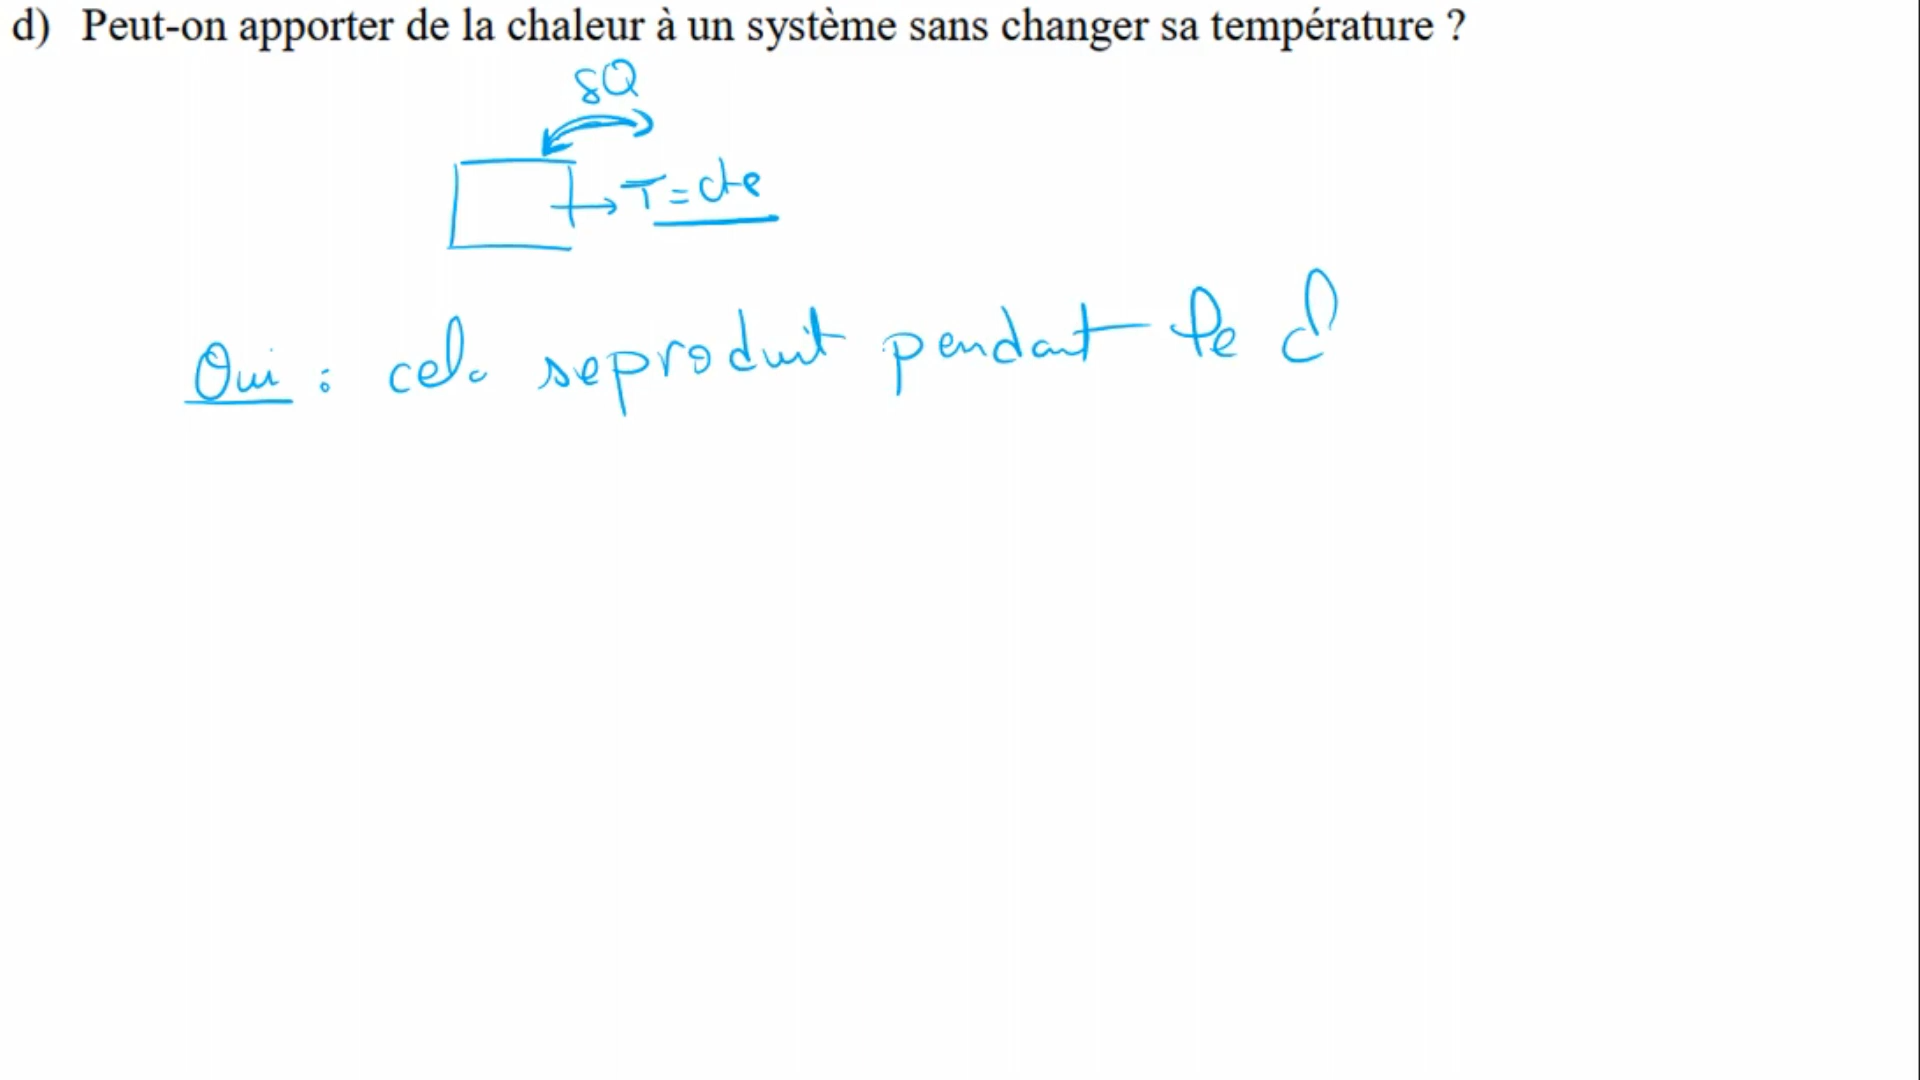 d) Peut-on apporter de la chaleur à un système sans changer sa température ?
δQ
T = cte
Oui : cela se produit pendant le